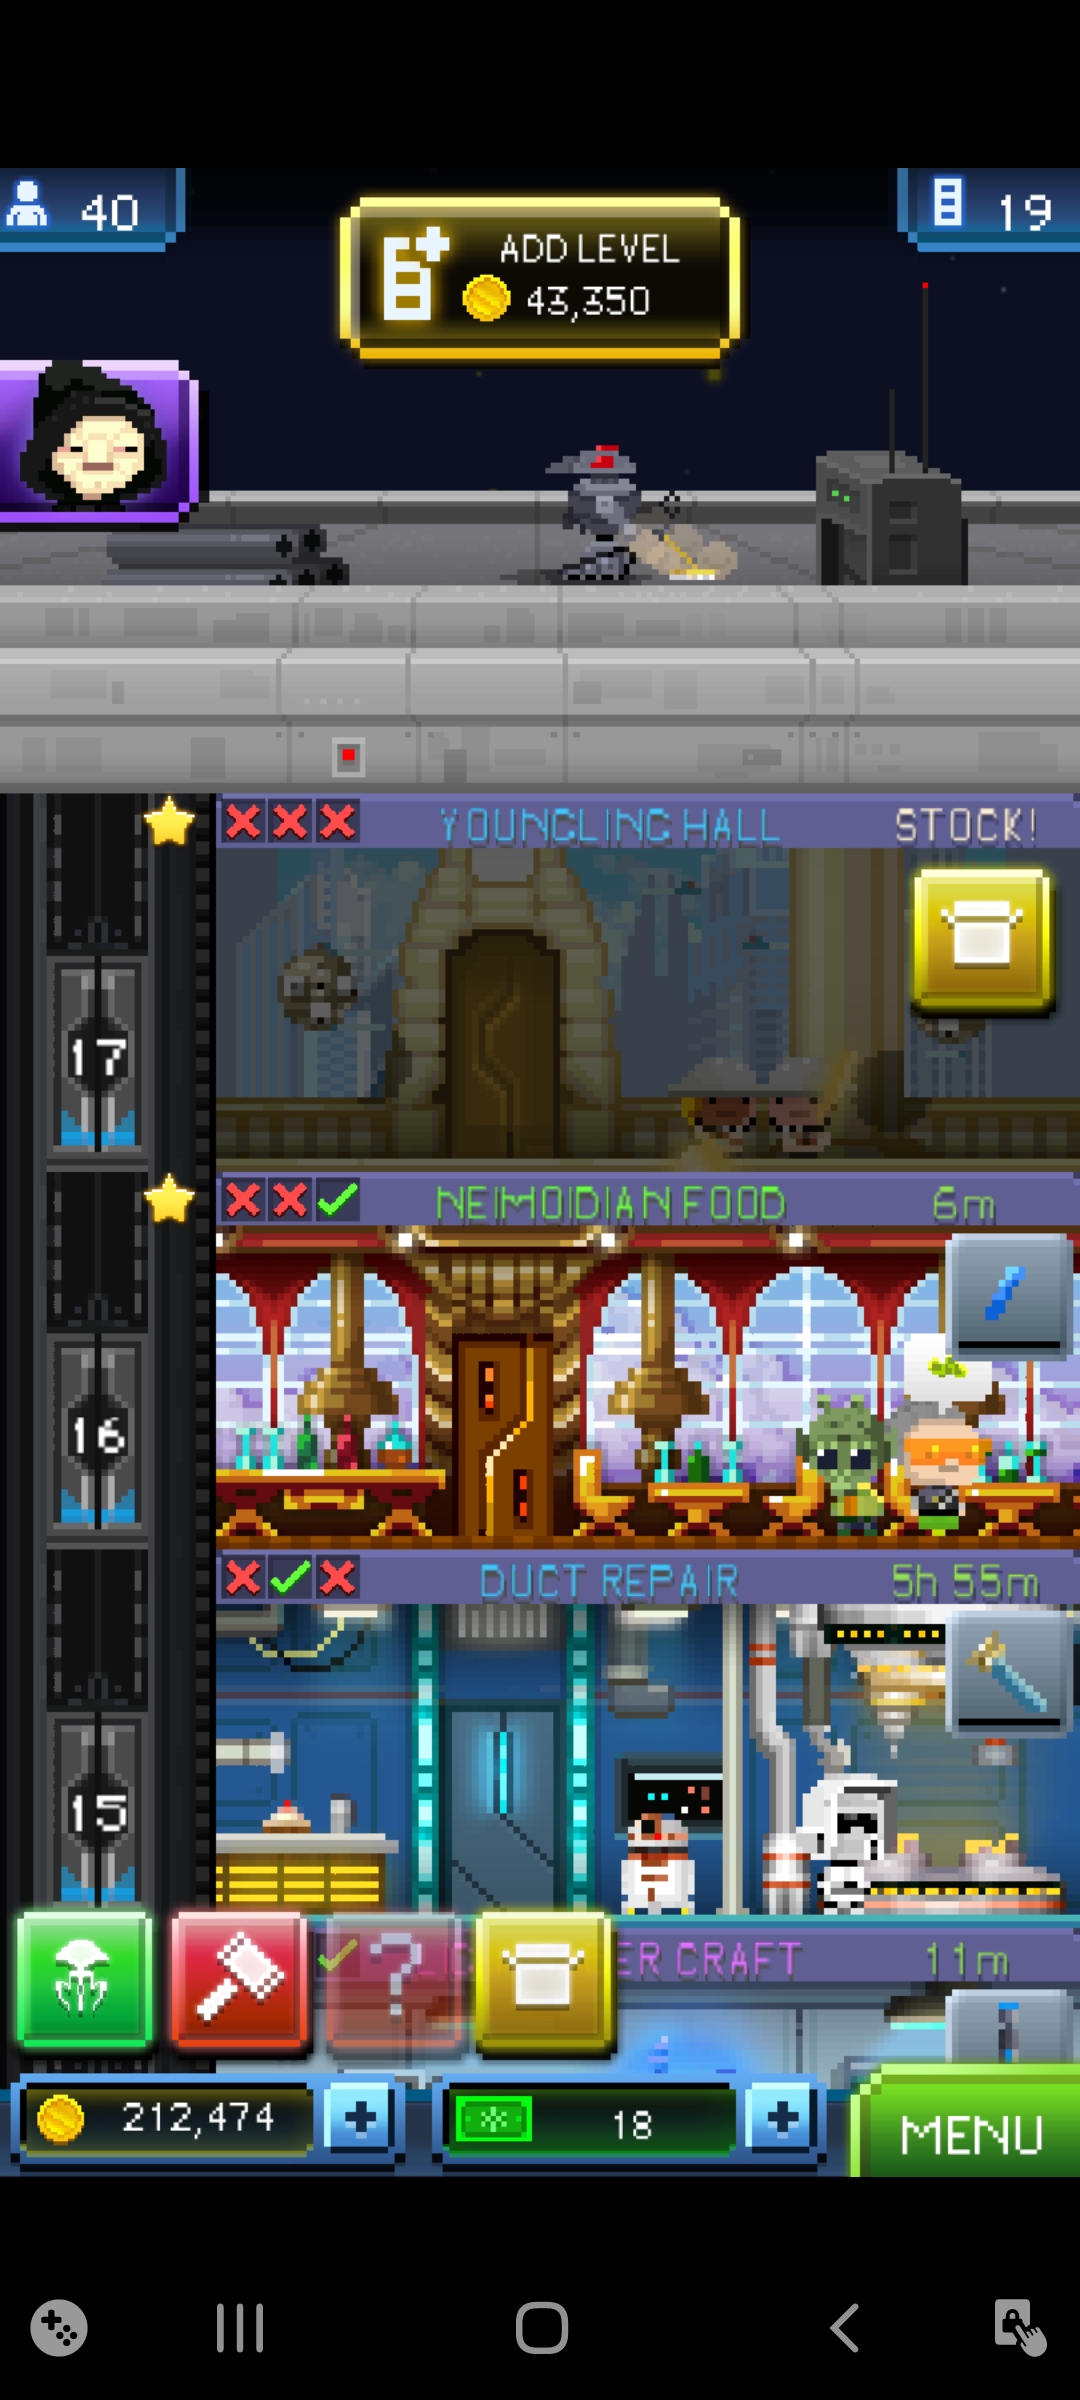 40
ADD LEVEL
43,350
19
YOUNGLING HALL
STOCK!
17
NEIMOIDIAN FOOD
6m
16
DUCT REPAIR
5h 55m
15
?
ER CRAFT
11m
212,474
18
MENU